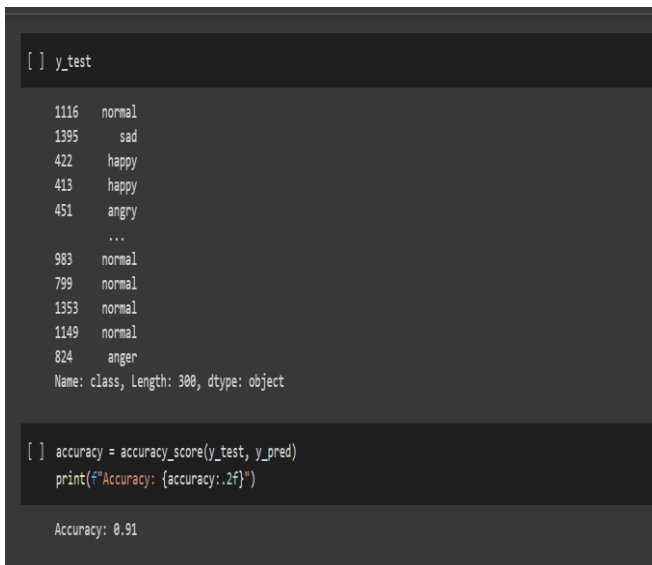 [ ] y_test
1116 normal
1395 sad
422 happy
413 happy
451 angry
...
983 normal
799 normal
1353 normal
1149 normal
824 anger
Name: class, Length: 300, dtype: object
[ ] accuracy = accuracy_score(y_test, y_pred)
print(f"Accuracy: {accuracy:.2f}")
Accuracy: 0.91